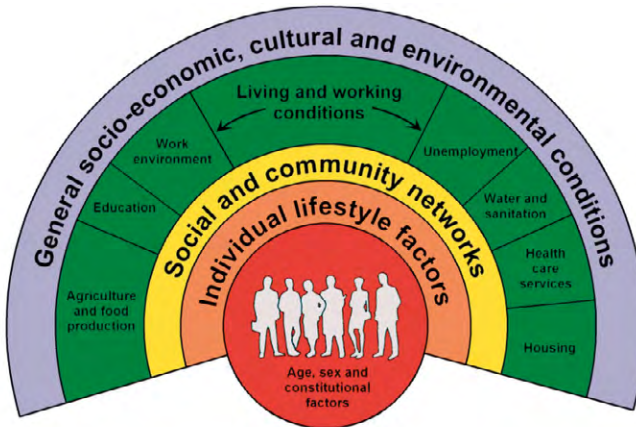 General socio-economic, cultural and environmental conditions
Living and working
conditions
Work
environment
Unemployment
Education
Water and
sanitation
Agriculture
and food
production
Health
care
services
Housing
Social and community networks
Individual lifestyle factors
Age, sex and
constitutional
factors